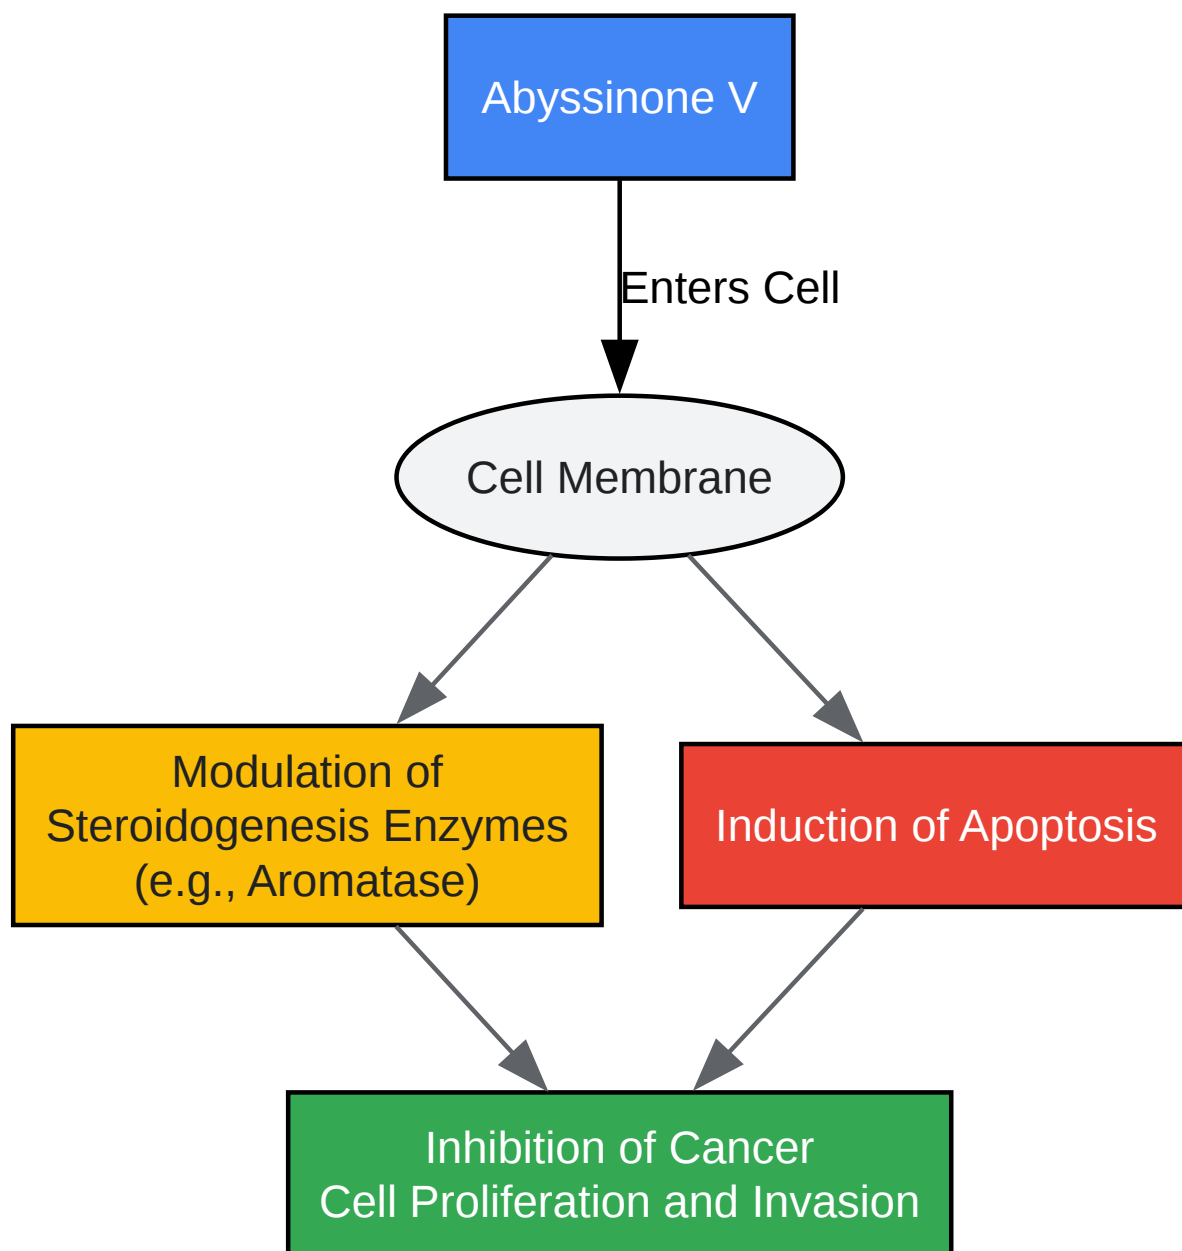 Abyssinone V
Enters Cell
Cell Membrane
Modulation of
Steroidogenesis Enzymes
(e.g., Aromatase)
Induction of Apoptosis
Inhibition of Cancer
Cell Proliferation and Invasion